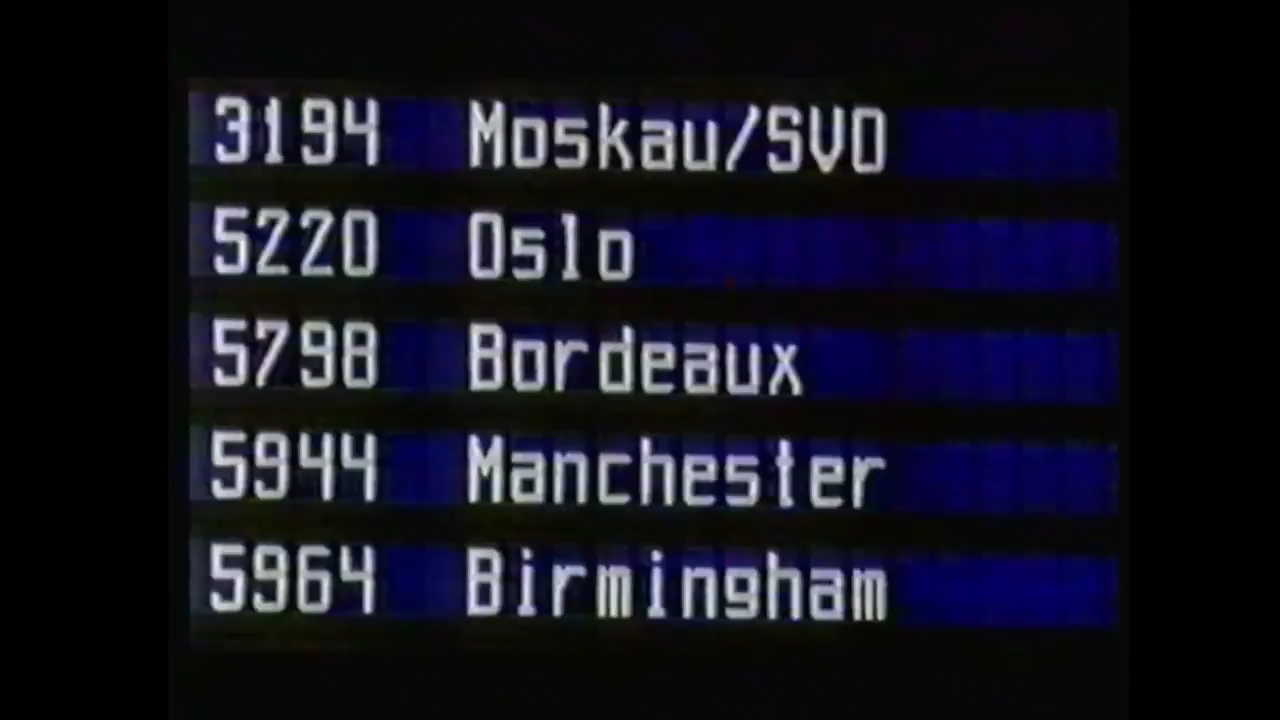 3194 Moskau/SVO
5220 Oslo
5798 Bordeaux
5944 Manchester
5964 Birmingham